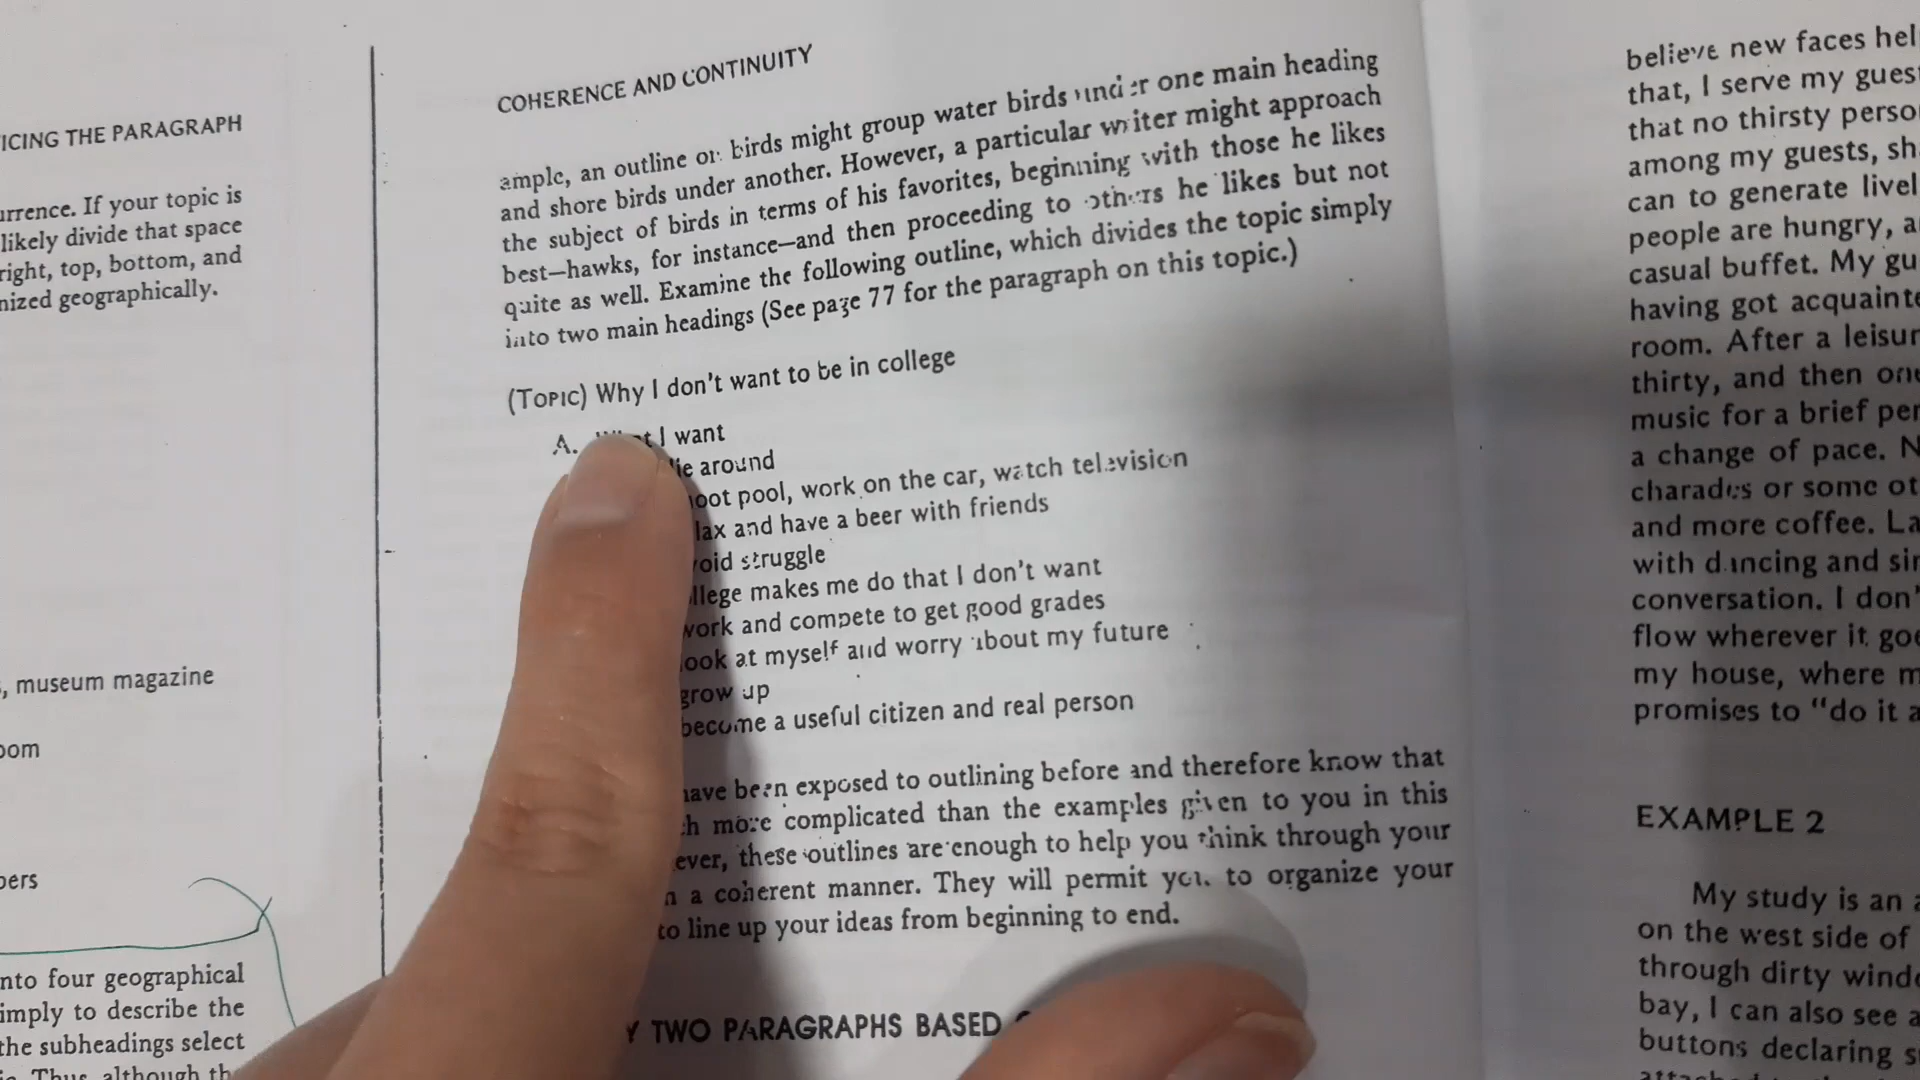 ICING THE PARAGRAPH
urrence. If your topic is
likely divide that space
right, top, bottom, and
nized geographically.
, museum magazine
oom
bers
nto four geographical
imply to describe the
the subheadings select
Thus, although the
COHERENCE AND CONTINUITY
ample, an outline on birds might group water birds under one main heading
and shore birds under another. However, a particular writer might approach
the subject of birds in terms of his favorites, beginning with those he likes
best—hawks, for instance—and then proceeding to others he likes but not
quite as well. Examine the following outline, which divides the topic simply
into two main headings (See page 77 for the paragraph on this topic.)
(TOPIC) Why I don't want to be in college
A. What I want
lie around
oot pool, work on the car, watch television
lax and have a beer with friends
void struggle
llege makes me do that I don't want
work and compete to get good grades
look at myself and worry about my future
grow up
become a useful citizen and real person
have been exposed to outlining before and therefore know that
ch more complicated than the examples given to you in this
ever, these outlines are enough to help you think through your
n a coherent manner. They will permit you to organize your
to line up your ideas from beginning to end.
Y TWO PARAGRAPHS BASED
believe new faces hel
that, I serve my guest
that no thirsty perso
among my guests, sh
can to generate livel
people are hungry, a
casual buffet. My gu
having got acquainte
room. After a leisur
thirty, and then one
music for a brief per
a change of pace. N
charades or some ot
and more coffee. La
with dancing and sin
conversation. I don'
flow wherever it goe
my house, where m
promises to "do it a
EXAMPLE 2
My study is an a
on the west side of
through dirty windo
bay, I can also see a
buttons declaring s